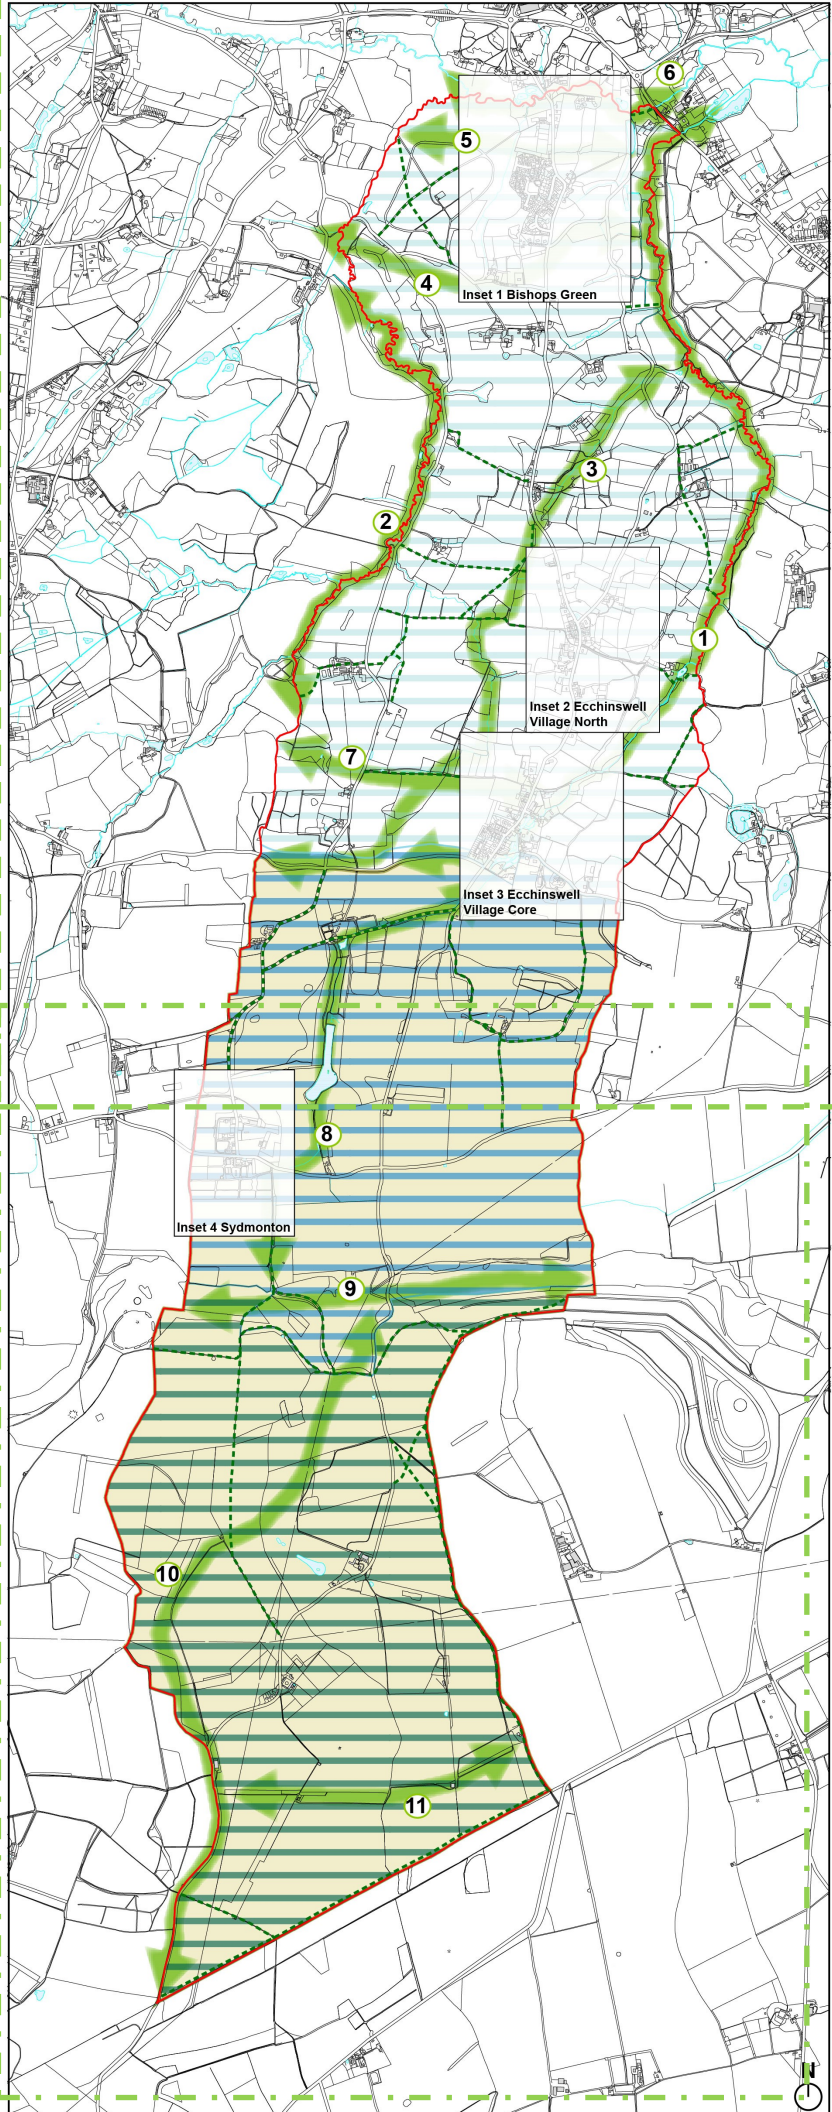 6
5
4
Inset 1 Bishops Green
3
2
1
Inset 2 Ecchinswell
Village North
7
Inset 3 Ecchinswell
Village Core
8
Inset 4 Sydmonton
9
10
11
N